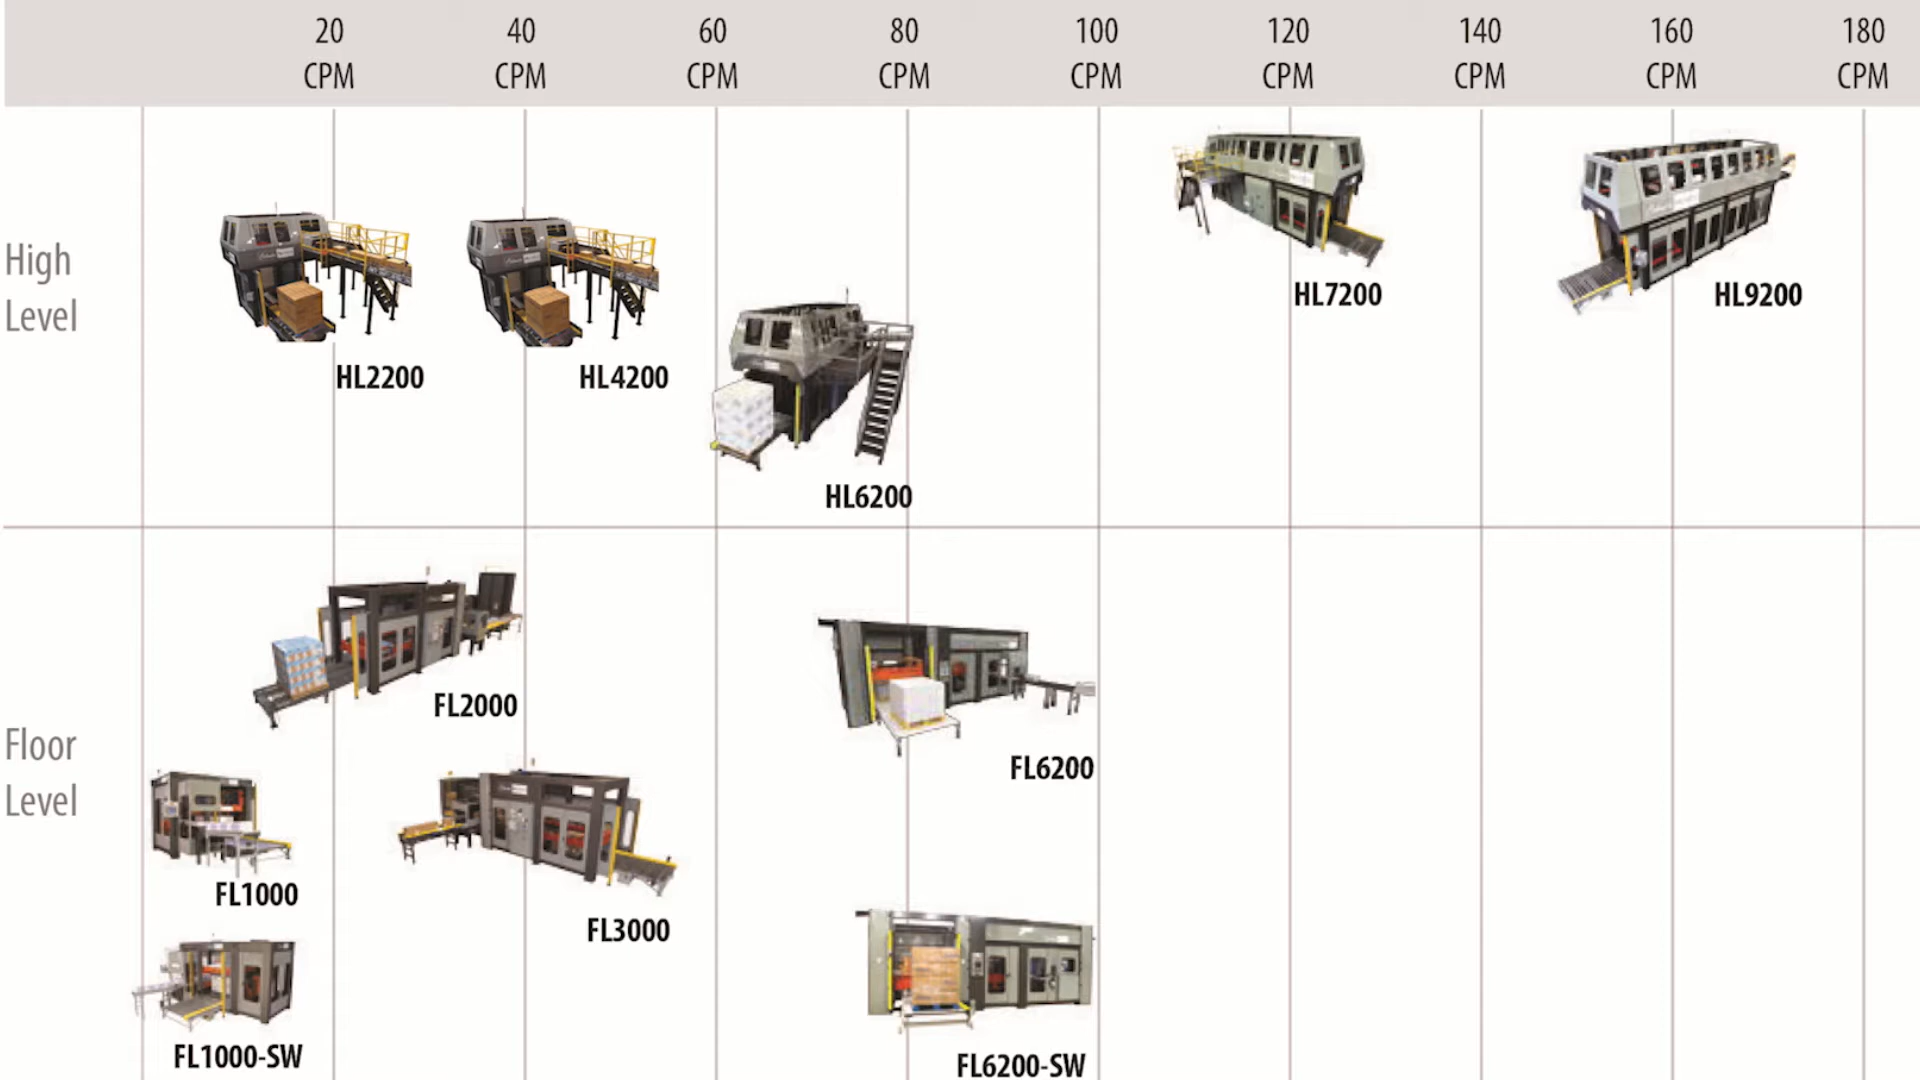 20 40 60 80 100 120 140 160 180
CPM CPM CPM CPM CPM CPM CPM CPM CPM
High
Level
HL2200
HL4200
HL6200
HL7200
HL9200
Floor
Level
FL2000
FL6200
FL1000
FL3000
FL1000-SW
FL6200-SW